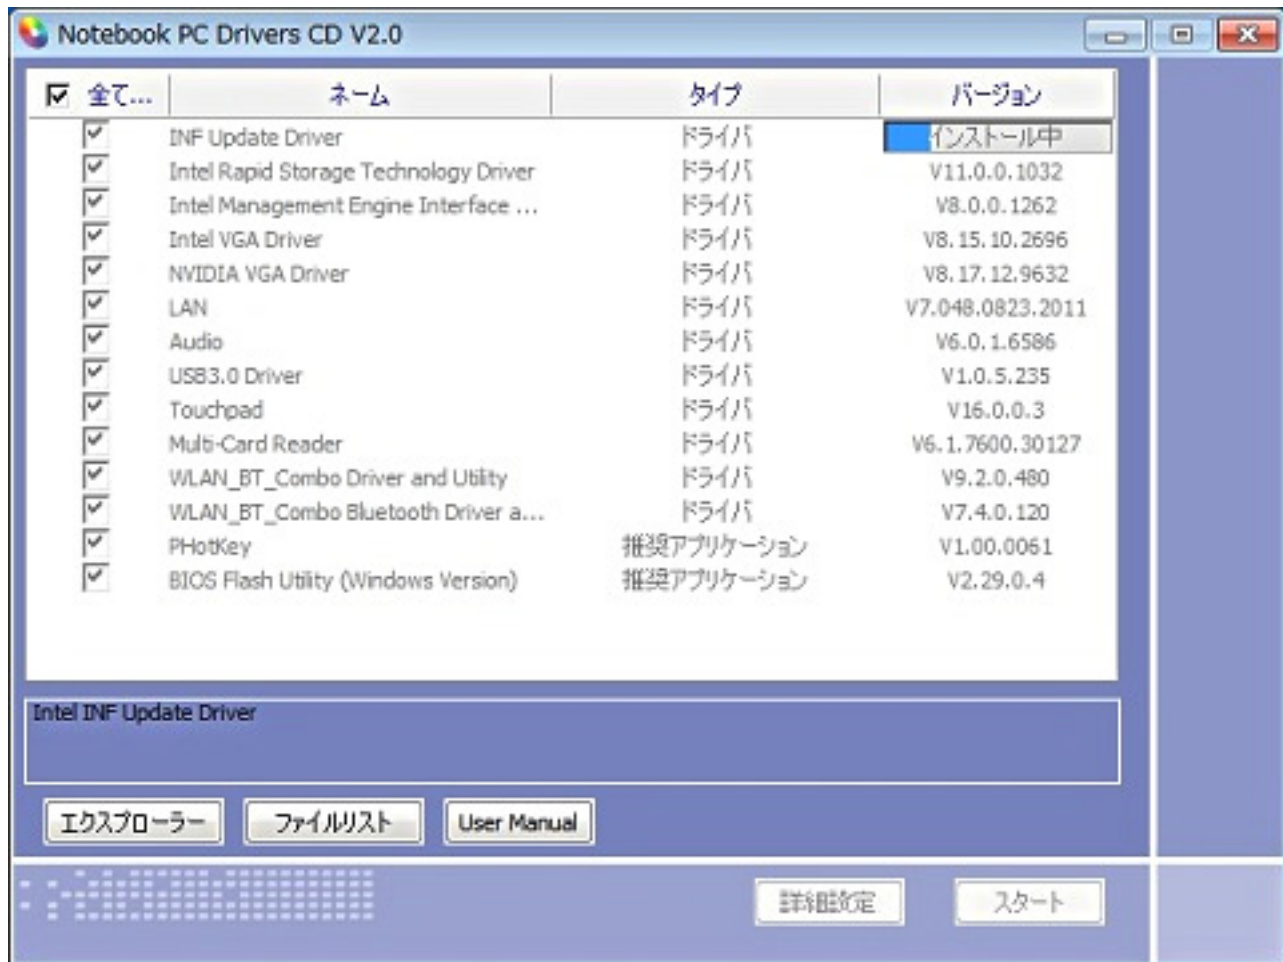 Notebook PC Drivers CD V2.0
全て... ネーム タイプ バージョン
INF Update Driver ドライバ インストール中
Intel Rapid Storage Technology Driver ドライバ V11.0.0.1032
Intel Management Engine Interface ... ドライバ V8.0.0.1262
Intel VGA Driver ドライバ V8.15.10.2696
NVIDIA VGA Driver ドライバ V8.17.12.9632
LAN ドライバ V7.048.0823.2011
Audio ドライバ V6.0.1.6586
USB3.0 Driver ドライバ V1.0.5.235
Touchpad ドライバ V16.0.0.3
Multi-Card Reader ドライバ V6.1.7600.30127
WLAN_BT_Combo Driver and Utility ドライバ V9.2.0.480
WLAN_BT_Combo Bluetooth Driver a... ドライバ V7.4.0.120
PHotKey 推奨アプリケーション V1.00.0061
BIOS Flash Utility (Windows Version) 推奨アプリケーション V2.29.0.4
Intel INF Update Driver
エクスプローラー ファイルリスト User Manual
詳細設定 スタート